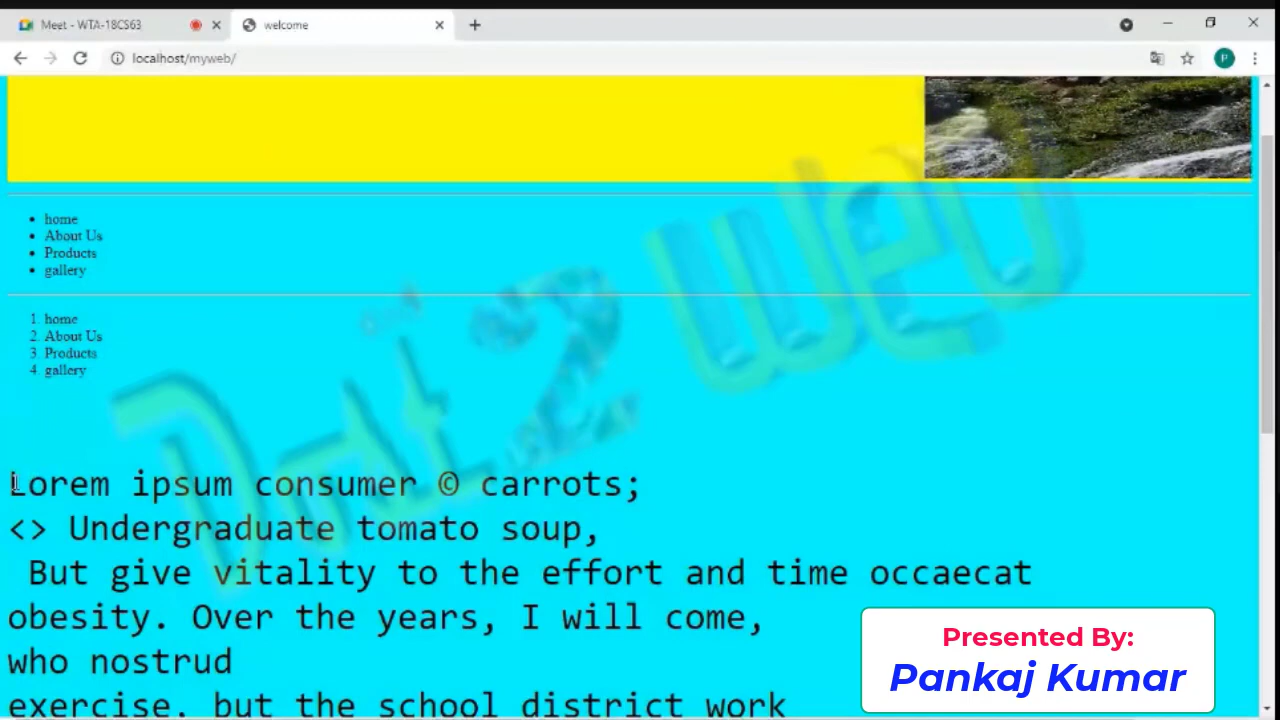 Meet - WTA-18CS63
welcome
localhost/myweb/
P
home
About Us
Products
gallery
1. home
2. About Us
3. Products
4. gallery
Lorem ipsum consumer © carrots;
<> Undergraduate tomato soup,
But give vitality to the effort and time occaecat
obesity. Over the years, I will come,
who nostrud
exercise. but the school district work
Presented By:
Pankaj Kumar